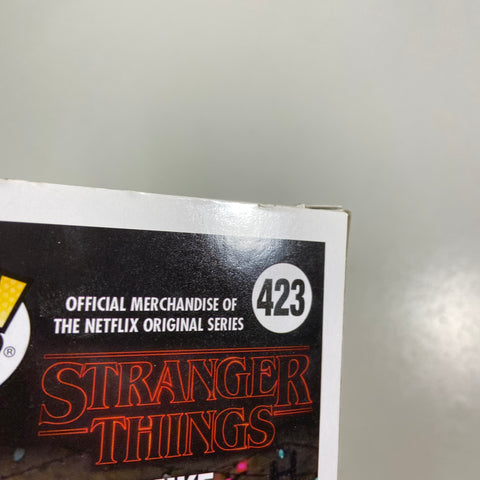 OFFICIAL MERCHANDISE OF
THE NETFLIX ORIGINAL SERIES
423
®
STRANGER
THINGS